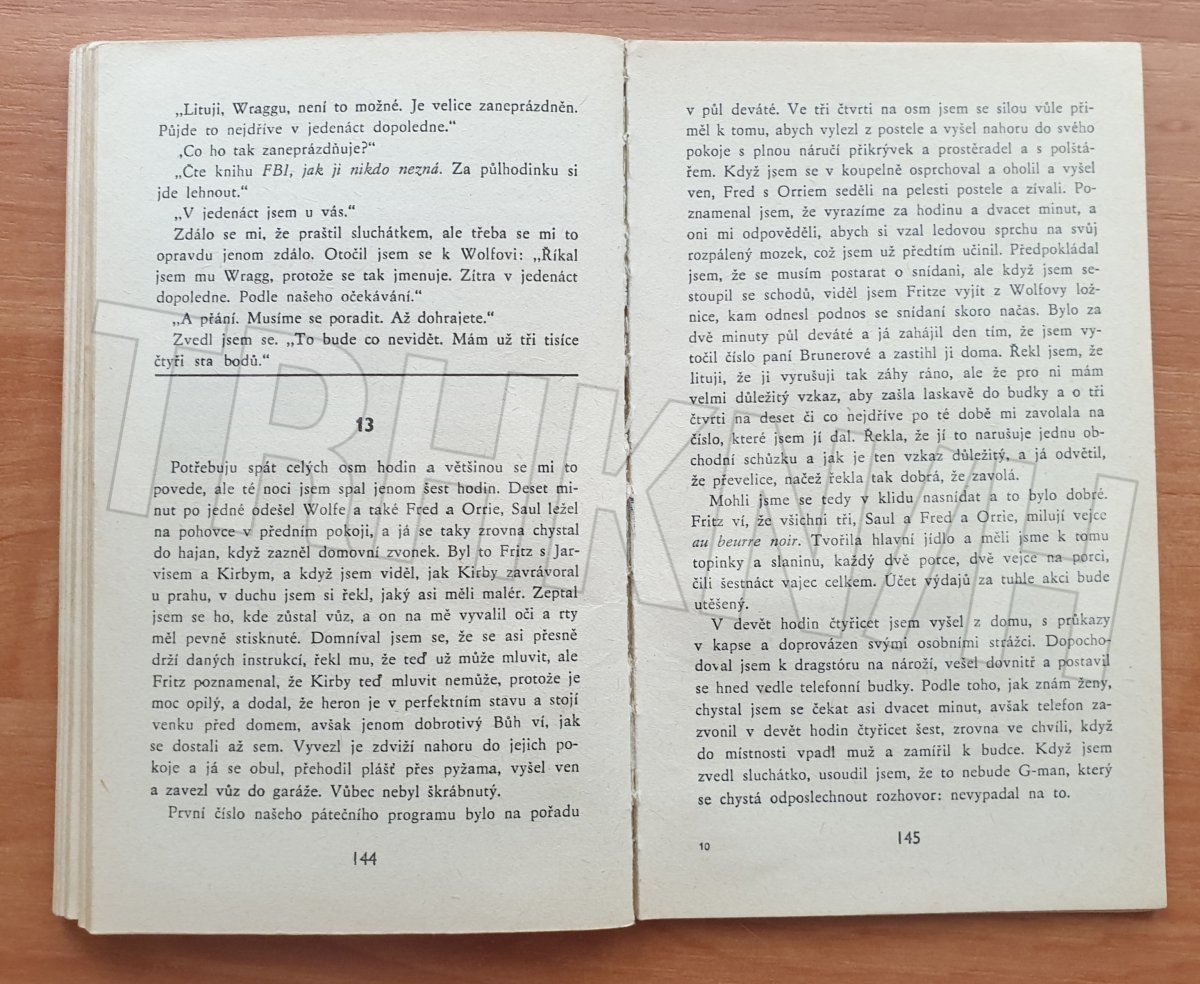 „Lituji, Wraggu, není to možné. Je velice zaneprázdněn.
Půjde to nejdříve v jedenáct dopoledne.“
„Co ho tak zaneprázdňuje?“
„Čte knihu FBI, jak ji nikdo nezná. Za půlhodinku si
jde lehnout.“
„V jedenáct jsem u vás.“
Zdálo se mi, že praštil sluchátkem, ale třeba se mi to
opravdu jenom zdálo. Otočil jsem se k Wolfovi: „Říkal
jsem mu Wragg, protože se tak jmenuje. Zítra v jedenáct
dopoledne. Podle našeho očekávání.“
„A přání. Musíme se poradit. Až dohrajete.“
Zvedl jsem se. „To bude co nevidět. Mám už tři tisíce
čtyři sta bodů.“
13
Potřebuju spát celých osm hodin a většinou se mi to
povede, ale té noci jsem spal jenom šest hodin. Deset mi-
nut po jedné odešel Wolfe a také Fred a Orrie, Saul ležel
na pohovce v předním pokoji, a já se taky zrovna chystal
do hajan, když zazněl domovní zvonek. Byl to Fritz s Jar-
visem a Kirbym, a když jsem viděl, jak Kirby zavrávoral
u prahu, v duchu jsem si řekl, jaký asi měli malér. Zeptal
jsem se ho, kde zůstal vůz, a on na mě vyvalil oči a rty
měl pevně stisknuté. Domníval jsem se, že se asi přesně
drží daných instrukcí, řekl mu, že teď už může mluvit, ale
Fritz poznamenal, že Kirby teď mluvit nemůže, protože je
moc opilý, a dodal, že heron je v perfektním stavu a stojí
venku před domem, avšak jenom dobrotivý Bůh ví, jak
se dostali až sem. Vyvezl je zdviží nahoru do jejich po-
koje a já se obul, přehodil plášť přes pyžama, vyšel ven
a zavezl vůz do garáže. Vůbec nebyl škrábnutý.
První číslo našeho pátečního programu bylo na pořadu
144
v půl deváté. Ve tři čtvrti na osm jsem se silou vůle při-
měl k tomu, abych vylezl z postele a vyšel nahoru do svého
pokoje s plnou náručí přikrývek a prostěradel a s polštá-
řem. Když jsem se v koupelně osprchoval a oholil a vyšel
ven, Fred s Orriem seděli na pelesti postele a zívali. Po-
znamenal jsem, že vyrazíme za hodinu a dvacet minut, a
oni mi odpověděli, abych si vzal ledovou sprchu na svůj
rozpálený mozek, což jsem už předtím učinil. Předpokládal
jsem, že se musím postarat o snídani, ale když jsem se-
stoupil se schodů, viděl jsem Fritze vyjít z Wolfovy lož-
nice, kam odnesl podnos se snídaní skoro načas. Bylo za
dvě minuty půl deváté a já zahájil den tím, že jsem vy-
točil číslo paní Brunerové a zastihl ji doma. Řekl jsem, že
lituji, že ji vyrušuji tak záhy ráno, ale že pro ni mám
velmi důležitý vzkaz, aby zašla laskavě do budky a o tři
čtvrti na deset či co nejdříve po té době mi zavolala na
číslo, které jsem jí dal. Řekla, že jí to narušuje jednu ob-
chodní schůzku a jak je ten vzkaz důležitý, a já odvětil,
že převelice, načež řekla tak dobrá, že zavolá.
Mohli jsme se tedy v klidu nasnídat a to bylo dobré.
Fritz ví, že všichni tři, Saul a Fred a Orrie, milují vejce
au beurre noir. Tvořila hlavní jídlo a měli jsme k tomu
topinky a slaninu, každý dvě porce, dvě vejce na porci,
čili šestnáct vajec celkem. Účet výdajů za tuhle akci bude
utěšený.
V devět hodin čtyřicet jsem vyšel z domu, s průkazy
v kapse a doprovázen svými osobními strážci. Dopocho-
doval jsem k dragstóru na nároží, vešel dovnitř a postavil
se hned vedle telefonní budky. Podle toho, jak znám ženy,
chystal jsem se čekat asi dvacet minut, avšak telefon za-
zvonil v devět hodin čtyřicet šest, zrovna ve chvíli, když
do místnosti vpadl muž a zamířil k budce. Když jsem
zvedl sluchátko, usoudil jsem, že to nebude G-man, který
se chystá odposlechnout rozhovor: nevypadal na to.
10
145
TRHKNIH